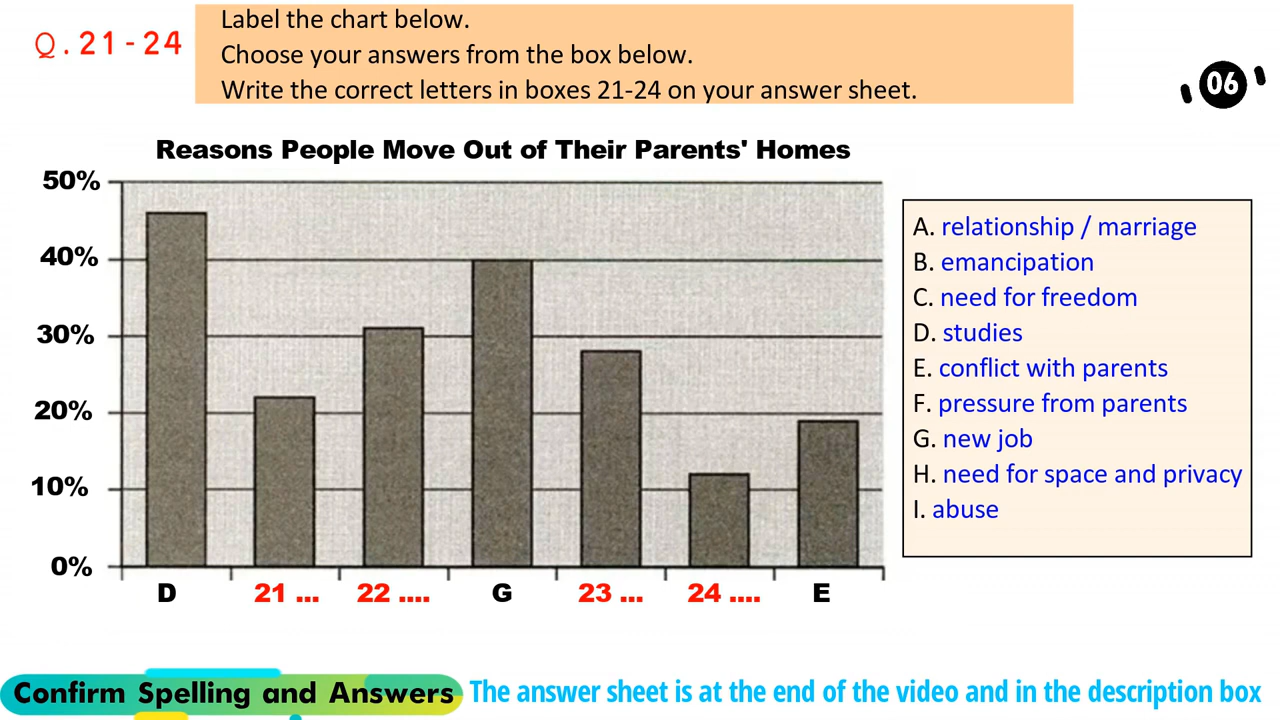 Q.21-24
Label the chart below.
Choose your answers from the box below.
Write the correct letters in boxes 21-24 on your answer sheet.
06
Reasons People Move Out of Their Parents' Homes
50%
40%
30%
20%
10%
0%
D
21 ...
22 ....
G
23 ...
24 ....
E
A. relationship / marriage
B. emancipation
C. need for freedom
D. studies
E. conflict with parents
F. pressure from parents
G. new job
H. need for space and privacy
I. abuse
Confirm Spelling and Answers
The answer sheet is at the end of the video and in the description box